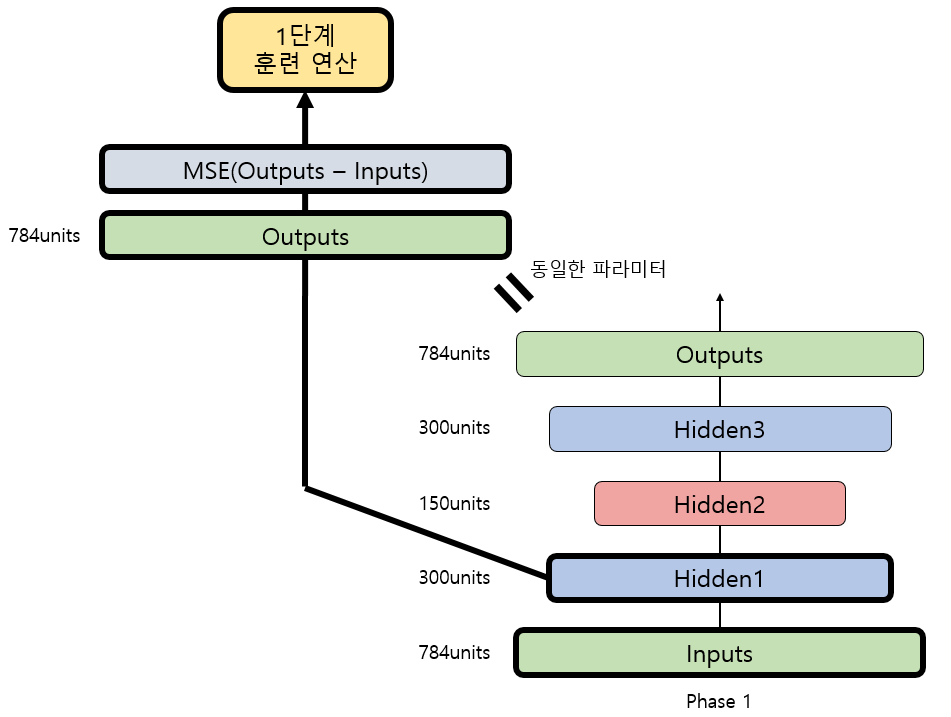 1단계
훈련 연산
MSE(Outputs − Inputs)
784units
Outputs
동일한 파라미터
784units
Outputs
300units
Hidden3
150units
Hidden2
300units
Hidden1
784units
Inputs
Phase 1